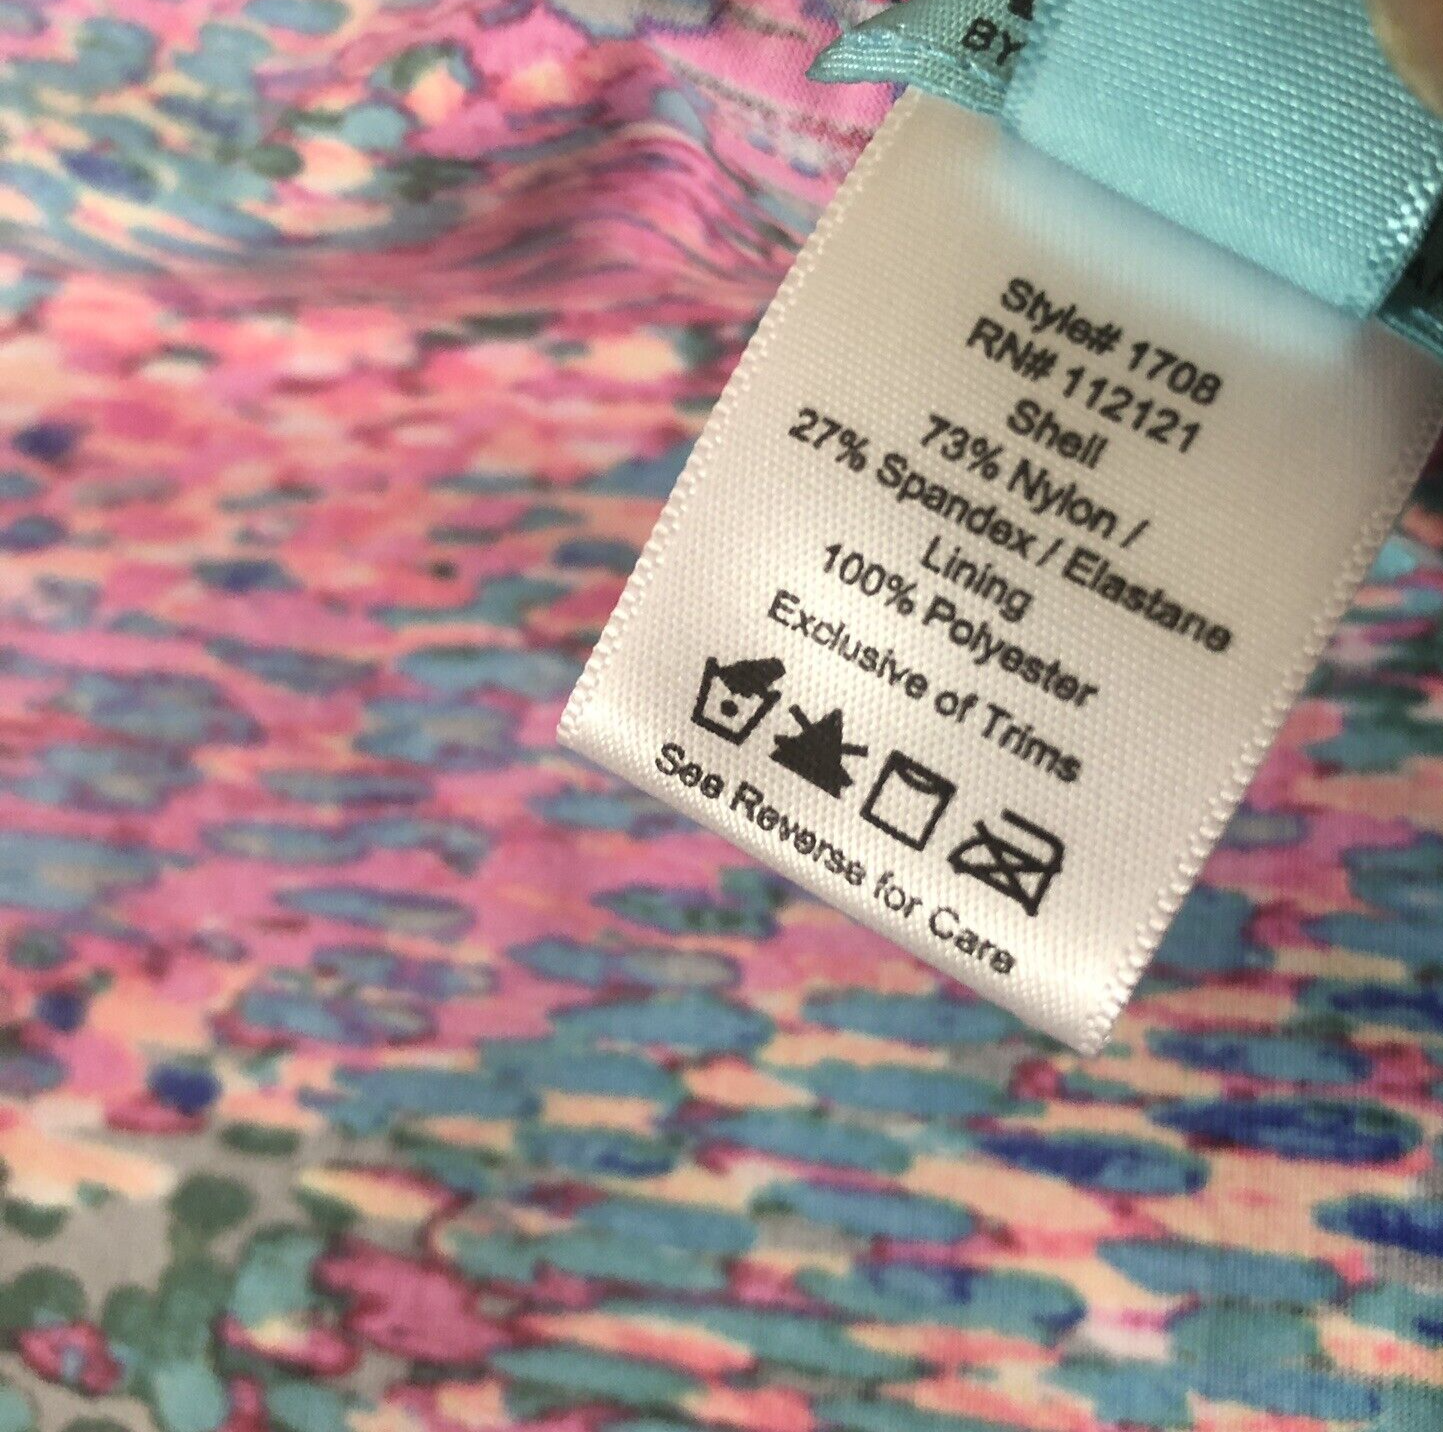 BY
Style# 1708
RN# 112121
Shell
73% Nylon /
27% Spandex / Elastane
Lining
100% Polyester
Exclusive of Trims
See Reverse for Care